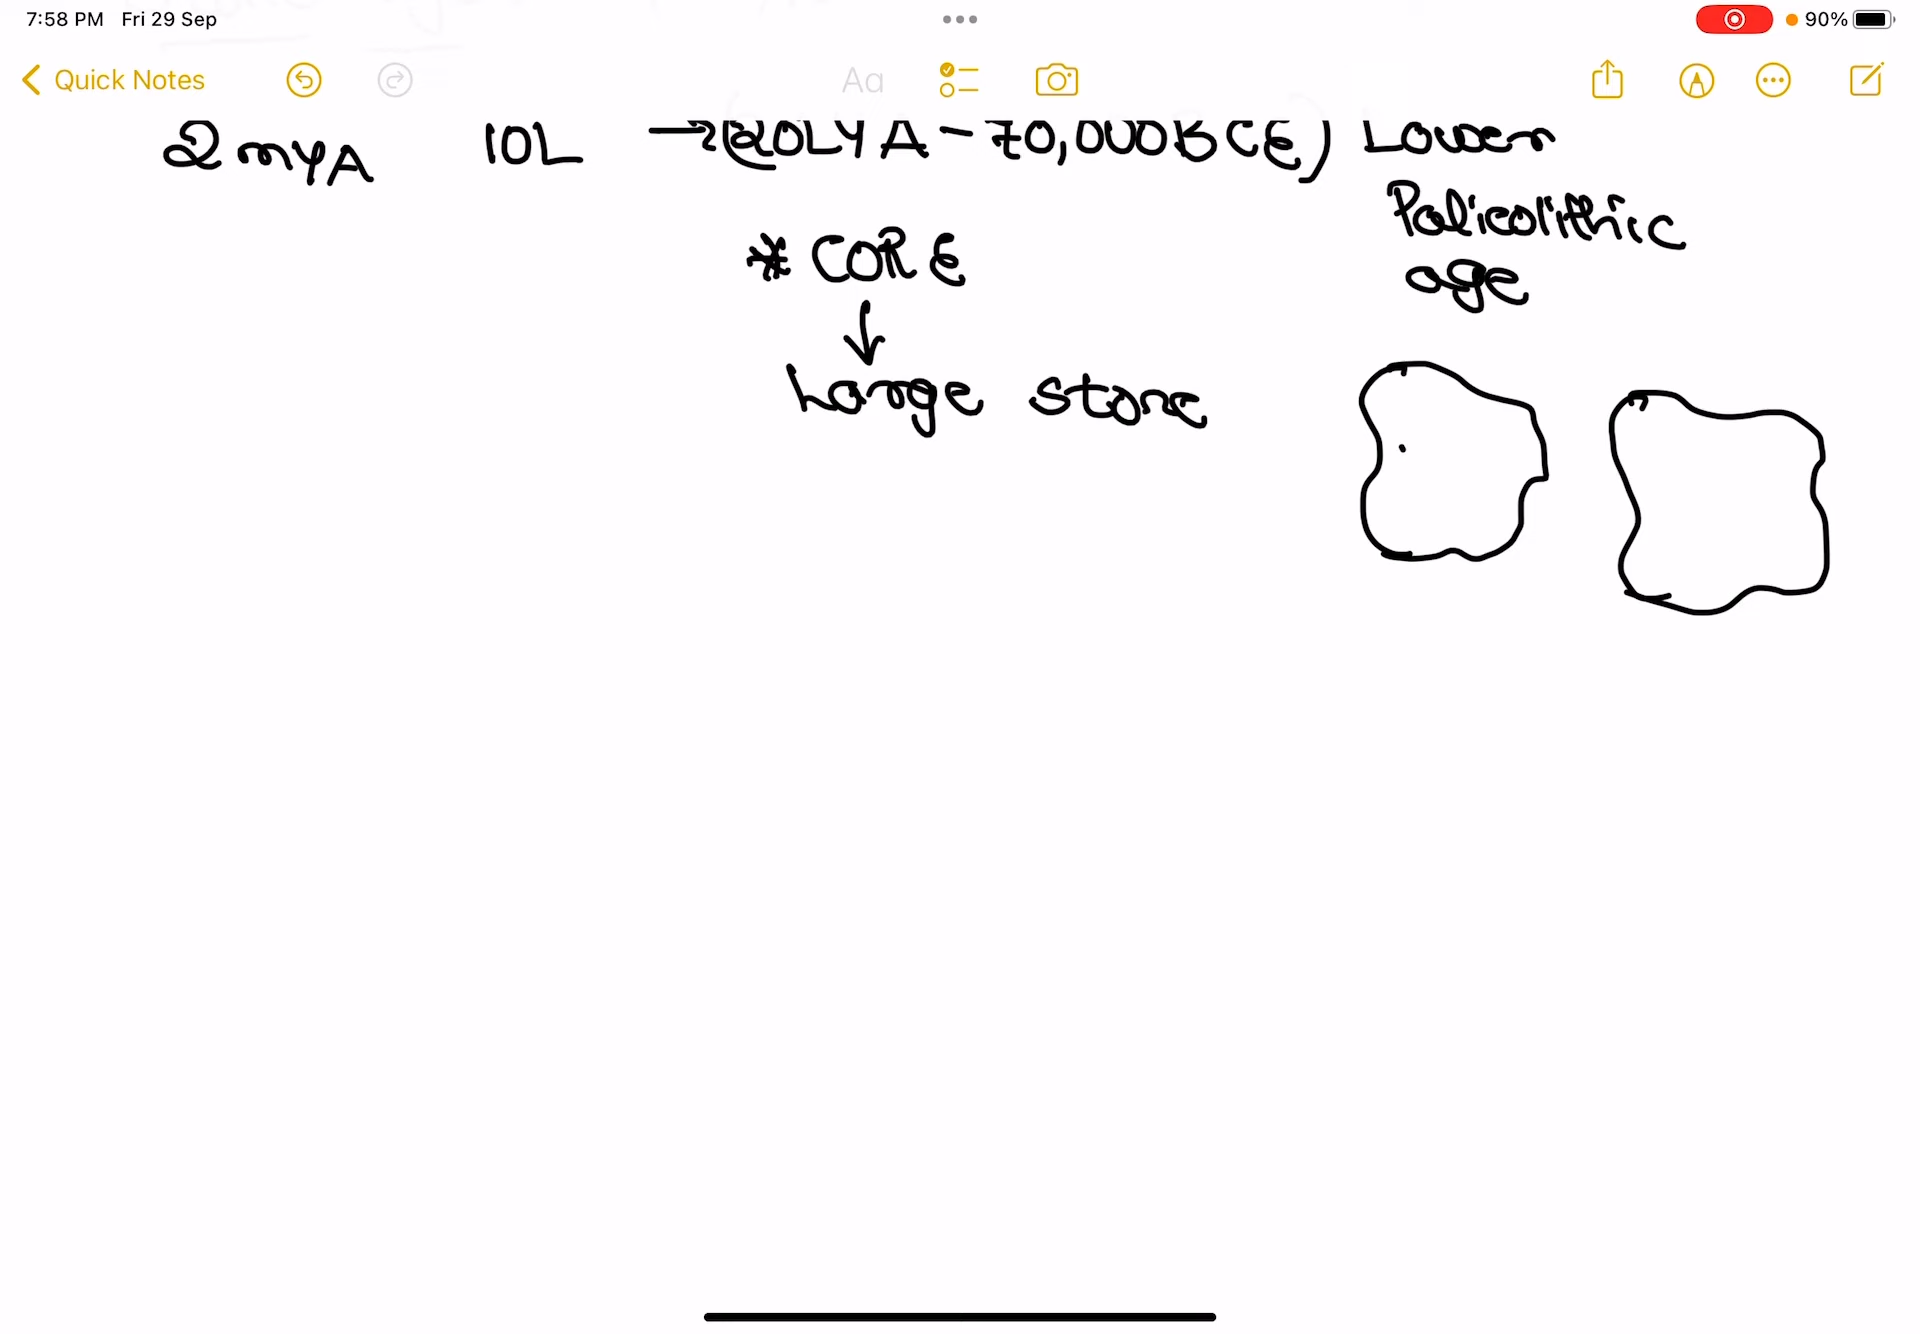 7:58 PM Fri 29 Sep
90%
Quick Notes
Aa
2 mYA 10L → (20LYA - 70,000BCE) Lower
Palicolithic
age
* CORE
↓
Large stone